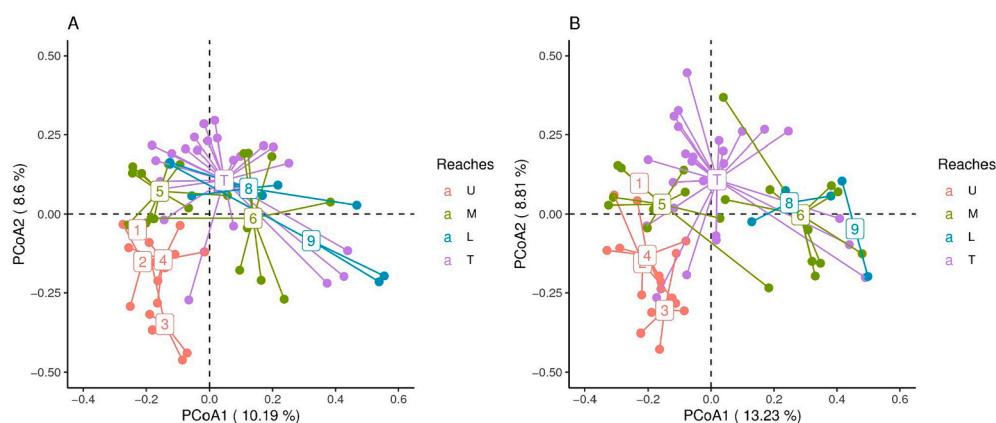 A
0.50
0.25
0.00
−0.25
−0.50
PCoA2 ( 8.6 %)
−0.4 −0.2 0.0 0.2 0.4 0.6
PCoA1 ( 10.19 %)
T
5
8
6
1
9
2
4
3
Reaches
a U
a M
a L
a T
B
0.50
0.25
0.00
−0.25
−0.50
PCoA2 ( 8.81 %)
−0.4 −0.2 0.0 0.2 0.4 0.6
PCoA1 ( 13.23 %)
1
T
5
8
6
9
4
3
Reaches
a U
a M
a L
a T